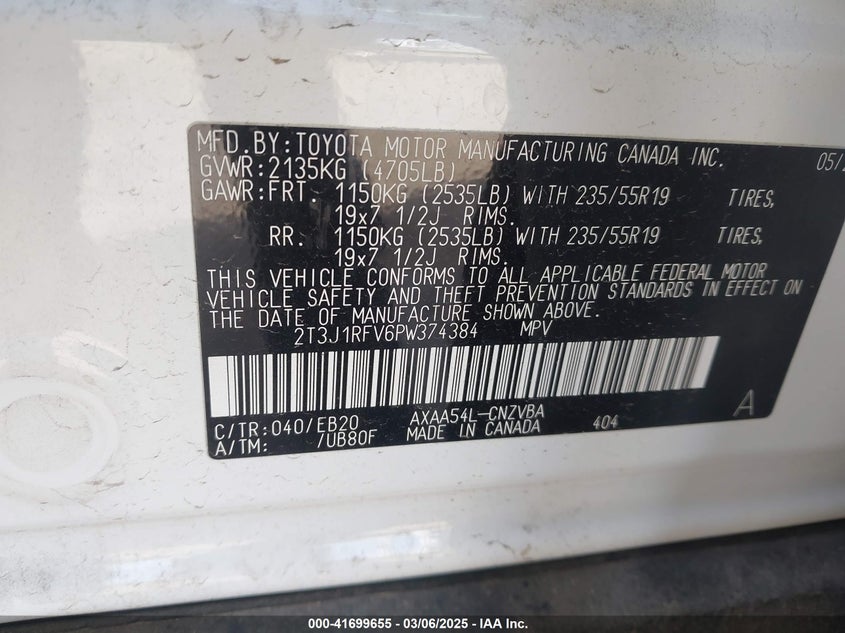 MFD.BY:TOYOTA MOTOR MANUFACTURING CANADA INC. 05/
GVWR:2135KG (4705LB)
GAWR:FRT. 1150KG (2535LB) WITH 235/55R19 TIRES,
19x7 1/2J RIMS.
RR. 1150KG (2535LB) WITH 235/55R19 TIRES,
19x7 1/2J RIMS.
THIS VEHICLE CONFORMS TO ALL APPLICABLE FEDERAL MOTOR
VEHICLE SAFETY AND THEFT PREVENTION STANDARDS IN EFFECT ON
THE DATE OF MANUFACTURE SHOWN ABOVE.
2T3J1RFV6PW374384 MPV
C/TR:040/EB20 AXAA54L-CNZVBA A
A/TM: /UB80F MADE IN CANADA 404
000-41699655 - 03/06/2025 - IAA Inc.